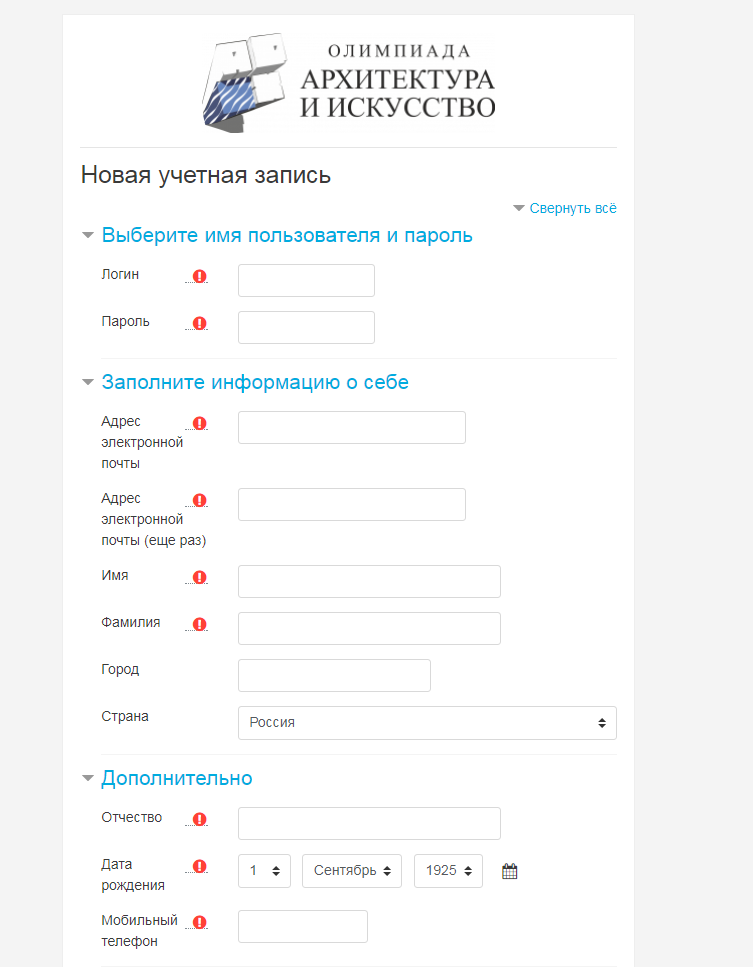 ОЛИМПИАДА
АРХИТЕКТУРА
И ИСКУССТВО
Новая учетная запись
Свернуть всё
Выберите имя пользователя и пароль
Логин
Пароль
Заполните информацию о себе
Адрес
электронной
почты
Адрес
электронной
почты (еще раз)
Имя
Фамилия
Город
Страна
Россия
Дополнительно
Отчество
Дата
рождения
1 Сентябрь 1925
Мобильный
телефон